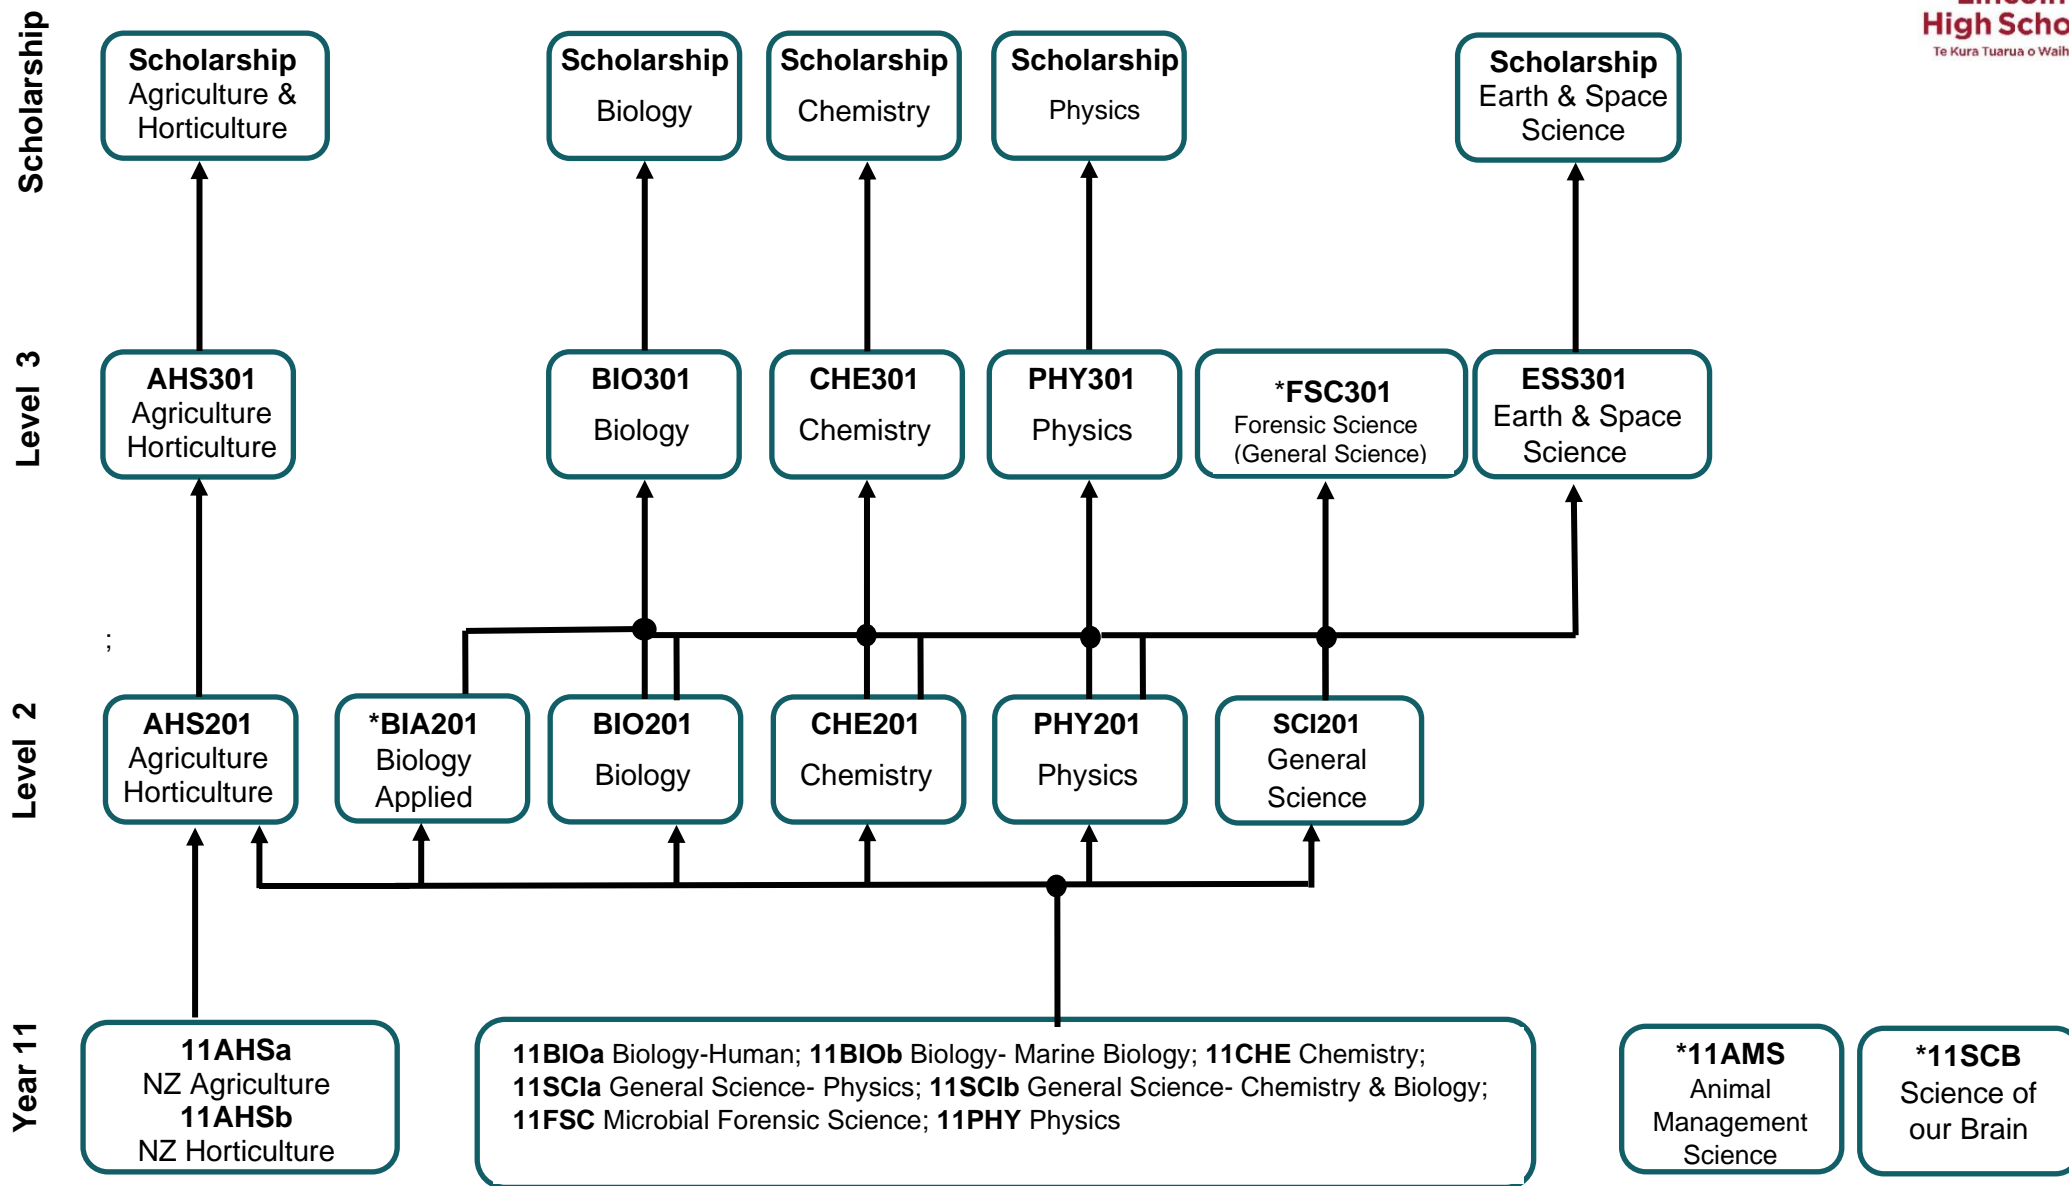 High Scho
Te Kura Tuarua o Waih
Scholarship
Scholarship
Agriculture &
Horticulture
Scholarship
Biology
Scholarship
Chemistry
Scholarship
Physics
Scholarship
Earth & Space
Science
Level 3
AHS301
Agriculture
Horticulture
BIO301
Biology
CHE301
Chemistry
PHY301
Physics
*FSC301
Forensic Science
(General Science)
ESS301
Earth & Space
Science
;
Level 2
AHS201
Agriculture
Horticulture
*BIA201
Biology
Applied
BIO201
Biology
CHE201
Chemistry
PHY201
Physics
SCI201
General
Science
Year 11
11AHSa
NZ Agriculture
11AHSb
NZ Horticulture
11BIOa Biology-Human; 11BIOb Biology- Marine Biology; 11CHE Chemistry;
11SCIa General Science- Physics; 11SCIb General Science- Chemistry & Biology;
11FSC Microbial Forensic Science; 11PHY Physics
*11AMS
Animal
Management
Science
*11SCB
Science of
our Brain